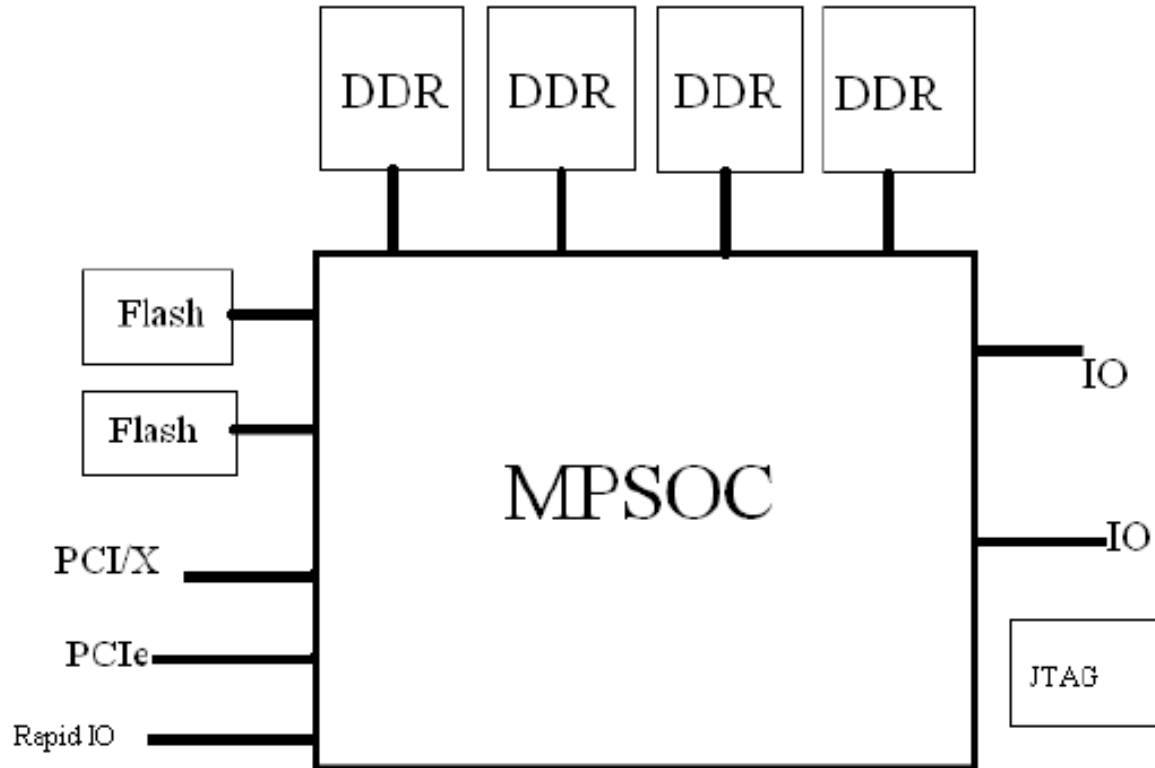 DDR DDR DDR DDR
Flash
IO
Flash
MPSOC
IO
PCI/X
PCIe
JTAG
Rapid IO